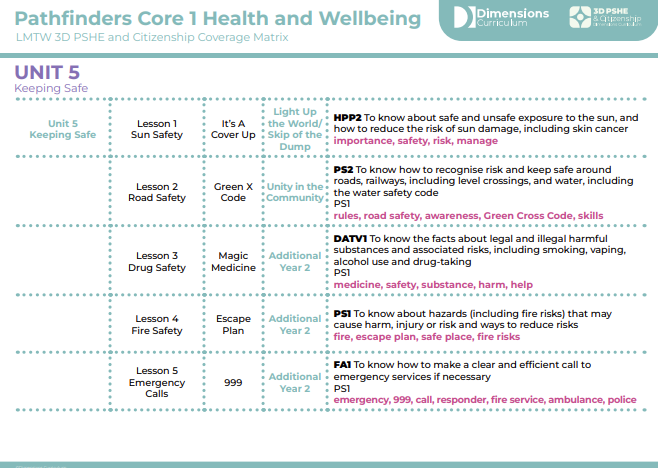 Pathfinders Core 1 Health and Wellbeing
LMTW 3D PSHE and Citizenship Coverage Matrix
Dimensions
Curriculum
3D PSHE
& Citizenship
UNIT 5
Keeping Safe
Unit 5
Keeping Safe
Lesson 1
Sun Safety
It's A
Cover Up
Light Up
the World/
Skip of the
Dump
HPP2 To know about safe and unsafe exposure to the sun, and
how to reduce the risk of sun damage, including skin cancer
importance, safety, risk, manage
Lesson 2
Road Safety
Green X
Code
Unity in the
Community
PS2 To know how to recognise risk and keep safe around
roads, railways, including level crossings, and water, including
the water safety code
PS1
rules, road safety, awareness, Green Cross Code, skills
Lesson 3
Drug Safety
Magic
Medicine
Additional
Year 2
DATV1 To know the facts about legal and illegal harmful
substances and associated risks, including smoking, vaping,
alcohol use and drug-taking
PS1
medicine, safety, substance, harm, help
Lesson 4
Fire Safety
Escape
Plan
Additional
Year 2
PS1 To know about hazards (including fire risks) that may
cause harm, injury or risk and ways to reduce risks
fire, escape plan, safe place, fire risks
Lesson 5
Emergency
Calls
999
Additional
Year 2
FA1 To know how to make a clear and efficient call to
emergency services if necessary
PS1
emergency, 999, call, responder, fire service, ambulance, police